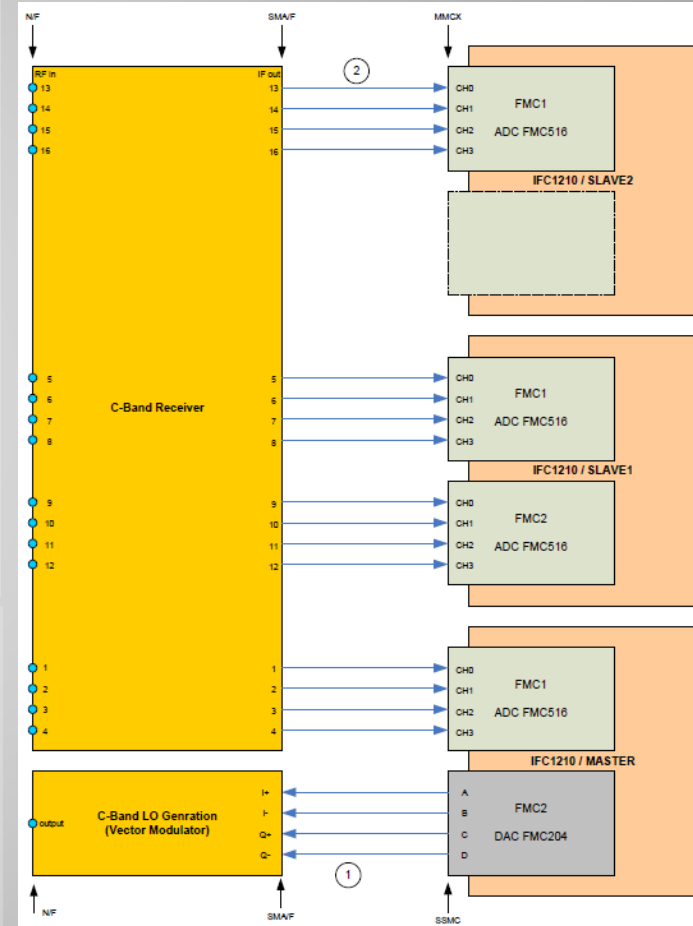 N/F SMA/F MMCX
RF in IF out 2
13 13 CH0
14 14 CH1 FMC1
15 15 CH2 ADC FMC516
16 16 CH3
IFC1210 / SLAVE2
5 5 CH0
6 6 CH1 FMC1
C-Band Receiver
7 7 CH2 ADC FMC516
8 8 CH3
IFC1210 / SLAVE1
9 9 CH0
10 10 CH1 FMC2
11 11 CH2 ADC FMC516
12 12 CH3
1 1 CH0
2 2 CH1 FMC1
3 3 CH2 ADC FMC516
4 4 CH3
IFC1210 / MASTER
I+ A
C-Band LO Genration I- B FMC2
output (Vector Modulator) Q+ C DAC FMC204
Q- D
1
N/F SMA/F SSMC